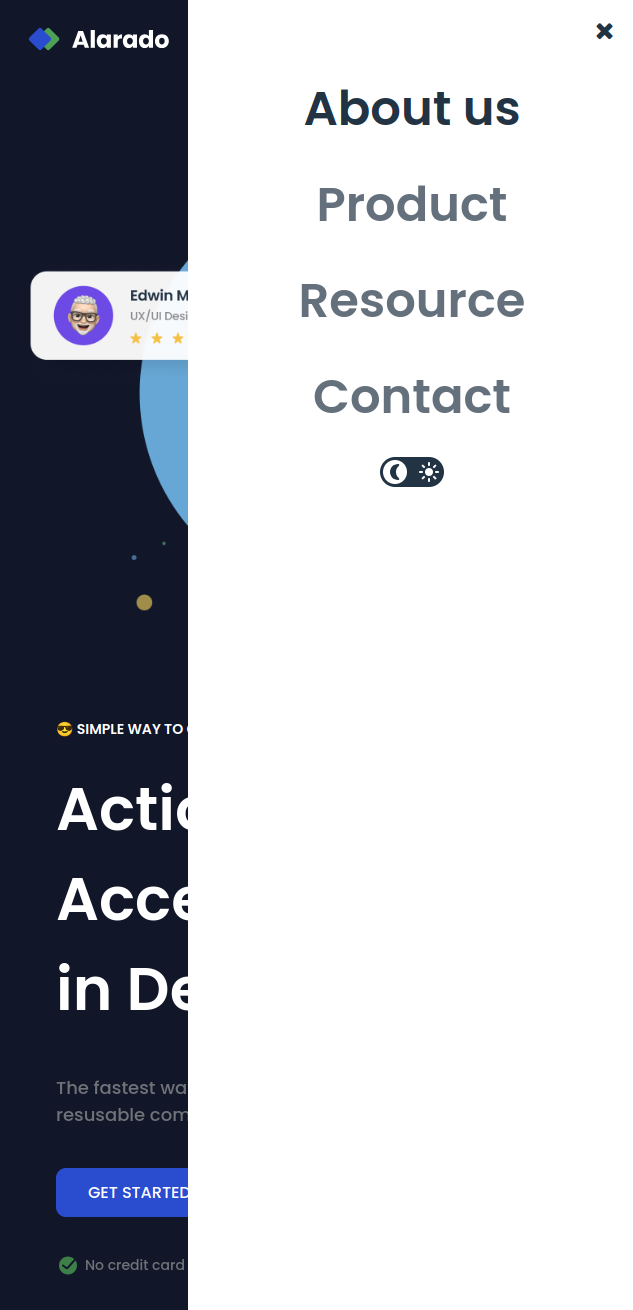 Alarado
✖
About us
Product
Resource
Contact
Edwin M
UX/UI Desi
😎 SIMPLE WAY TO
Actio
Acce
in De
The fastest wa
resusable com
GET STARTED
No credit card